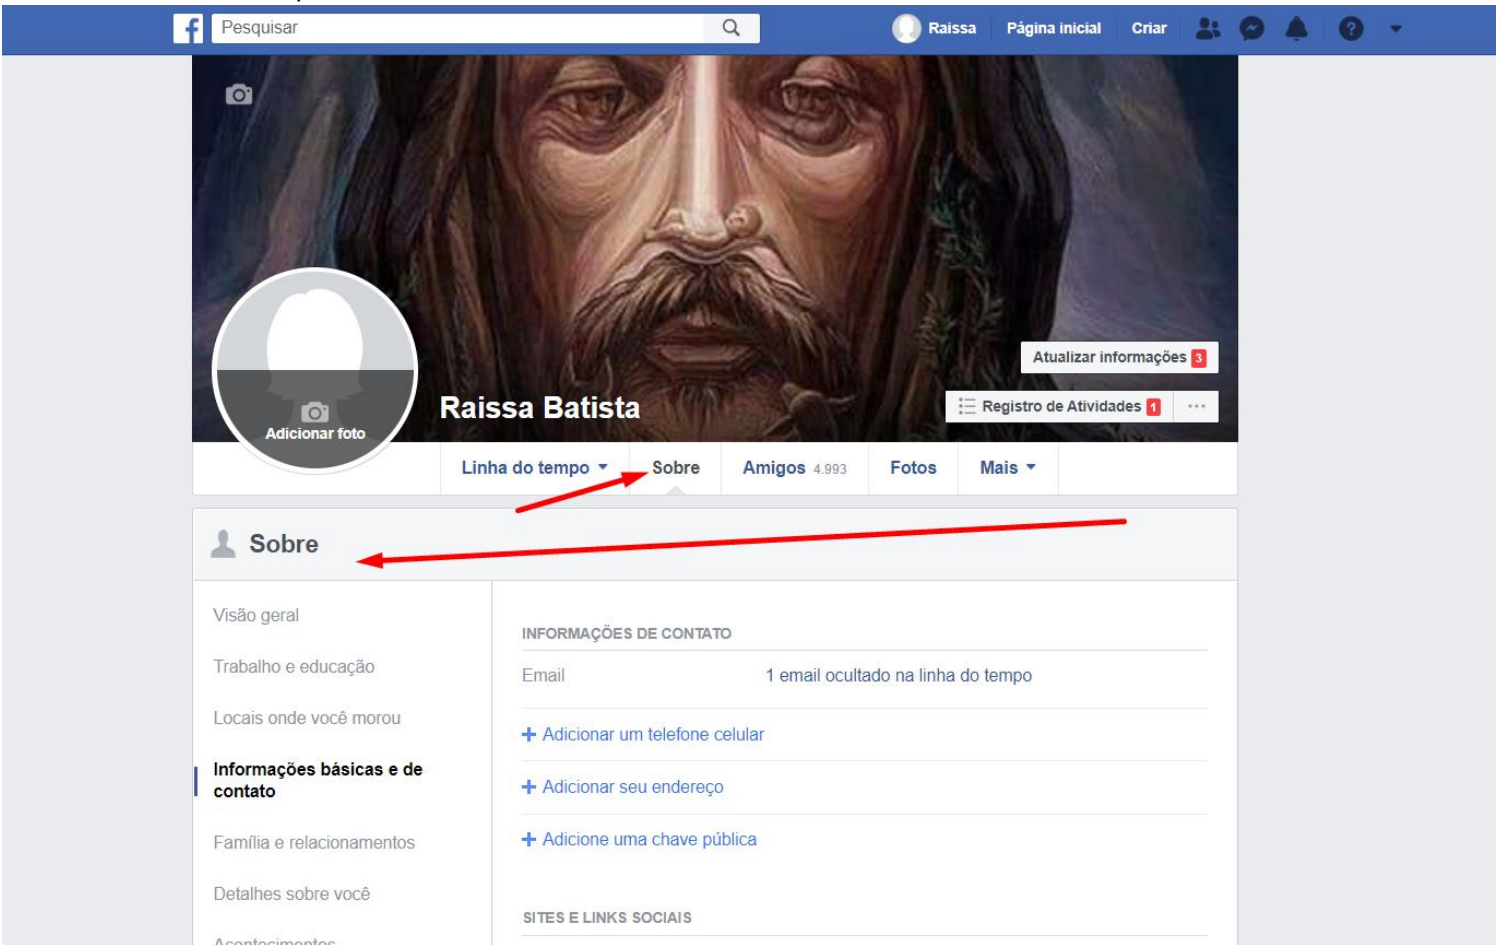 f Pesquisar Raissa Página inicial Criar
Atualizar informações 3
Raissa Batista
Registro de Atividades 1
Adicionar foto
Linha do tempo Sobre Amigos 4.993 Fotos Mais
Sobre
Visão geral
Trabalho e educação
Locais onde você morou
Informações básicas e de
contato
Família e relacionamentos
Detalhes sobre você
Acontecimentos
INFORMAÇÕES DE CONTATO
Email 1 email ocultado na linha do tempo
+ Adicionar um telefone celular
+ Adicionar seu endereço
+ Adicione uma chave pública
SITES E LINKS SOCIAIS